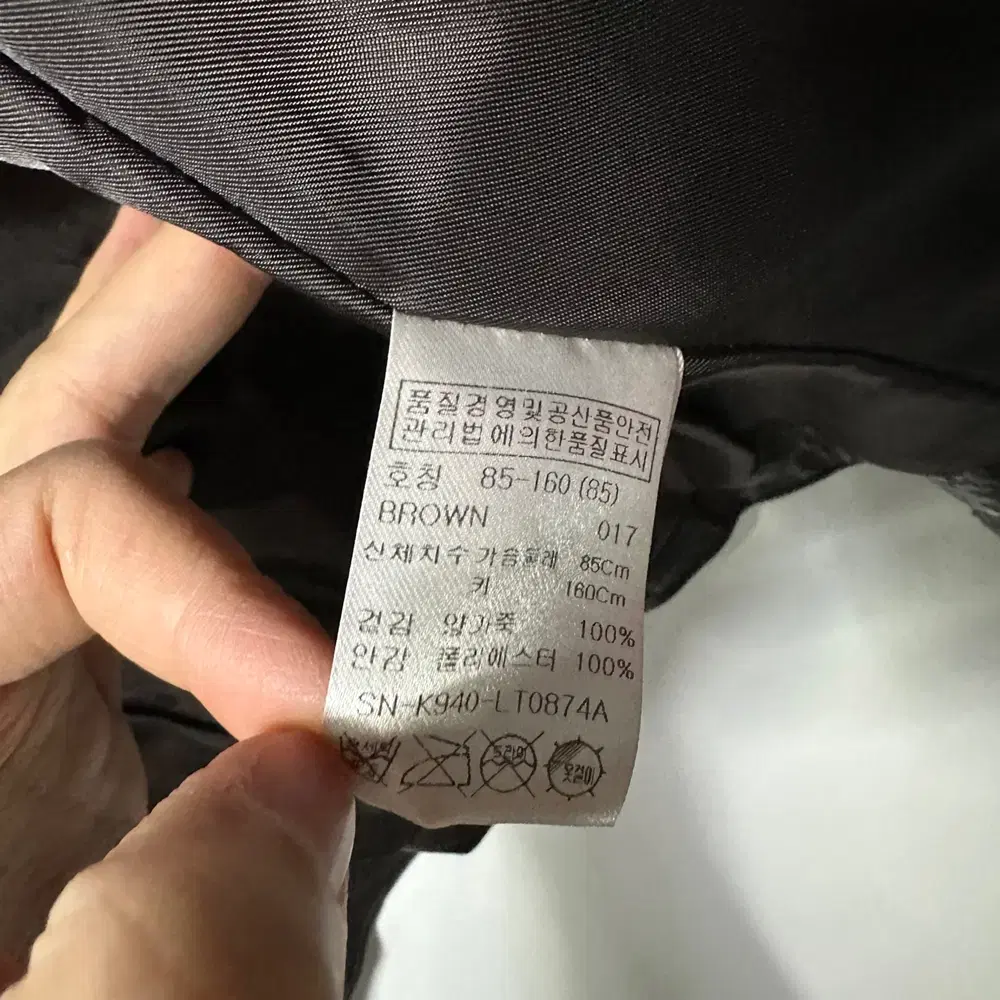 품질경영및공산품안전
관리법에의한품질표시
호칭 85-160 (85)
BROWN 017
신체치수 가슴둘레 85Cm
키 160Cm
겉감 양가죽 100%
안감 폴리에스터 100%
SN-K940-LT0874A
드라이 옷걸이